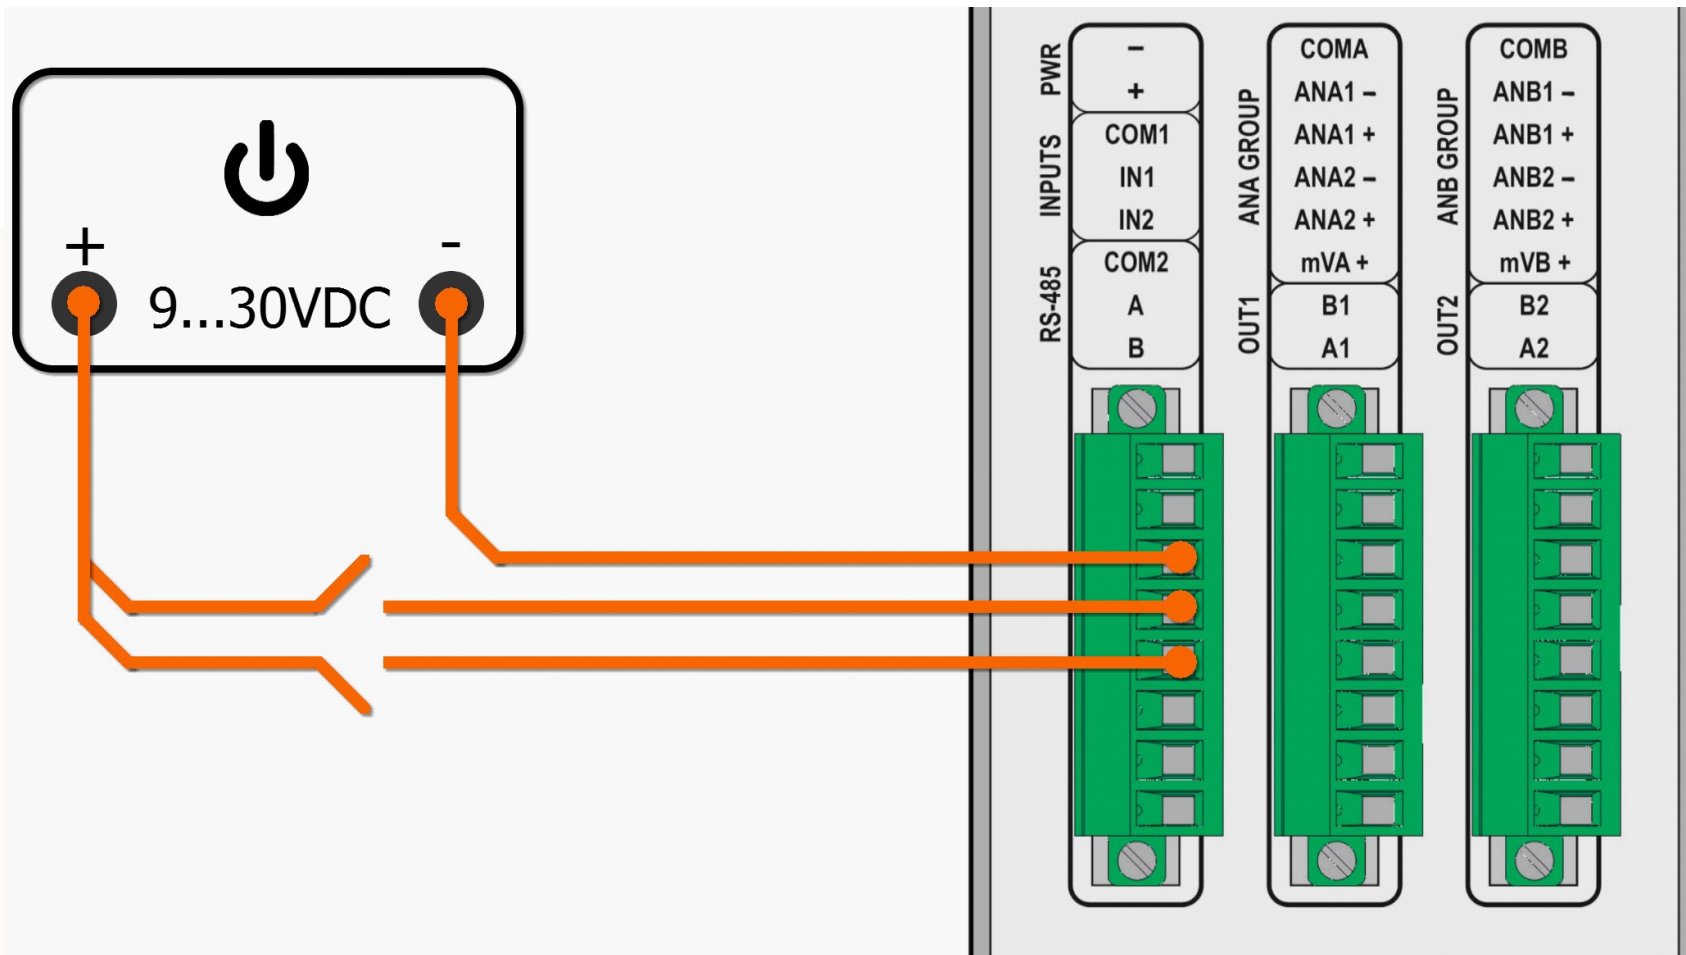 + -
9...30VDC
PWR
−
+
INPUTS
COM1
IN1
IN2
RS-485
COM2
A
B
ANA GROUP
COMA
ANA1 −
ANA1 +
ANA2 −
ANA2 +
mVA +
OUT1
B1
A1
ANB GROUP
COMB
ANB1 −
ANB1 +
ANB2 −
ANB2 +
mVB +
OUT2
B2
A2